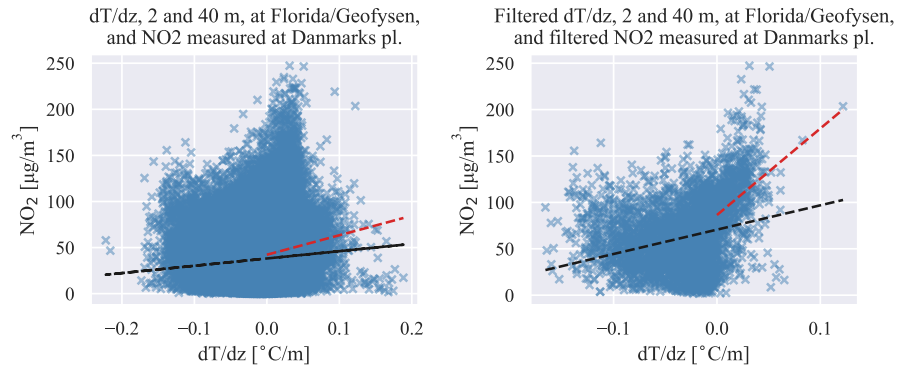 dT/dz, 2 and 40 m, at Florida/Geofysen,
and NO2 measured at Danmarks pl.
250
200
150
100
50
0
NO₂ [μg/m³]
−0.2
−0.1
0.0
0.1
0.2
dT/dz [°C/m]
Filtered dT/dz, 2 and 40 m, at Florida/Geofysen,
and filtered NO2 measured at Danmarks pl.
250
200
150
100
50
0
NO₂ [μg/m³]
−0.1
0.0
0.1
dT/dz [°C/m]